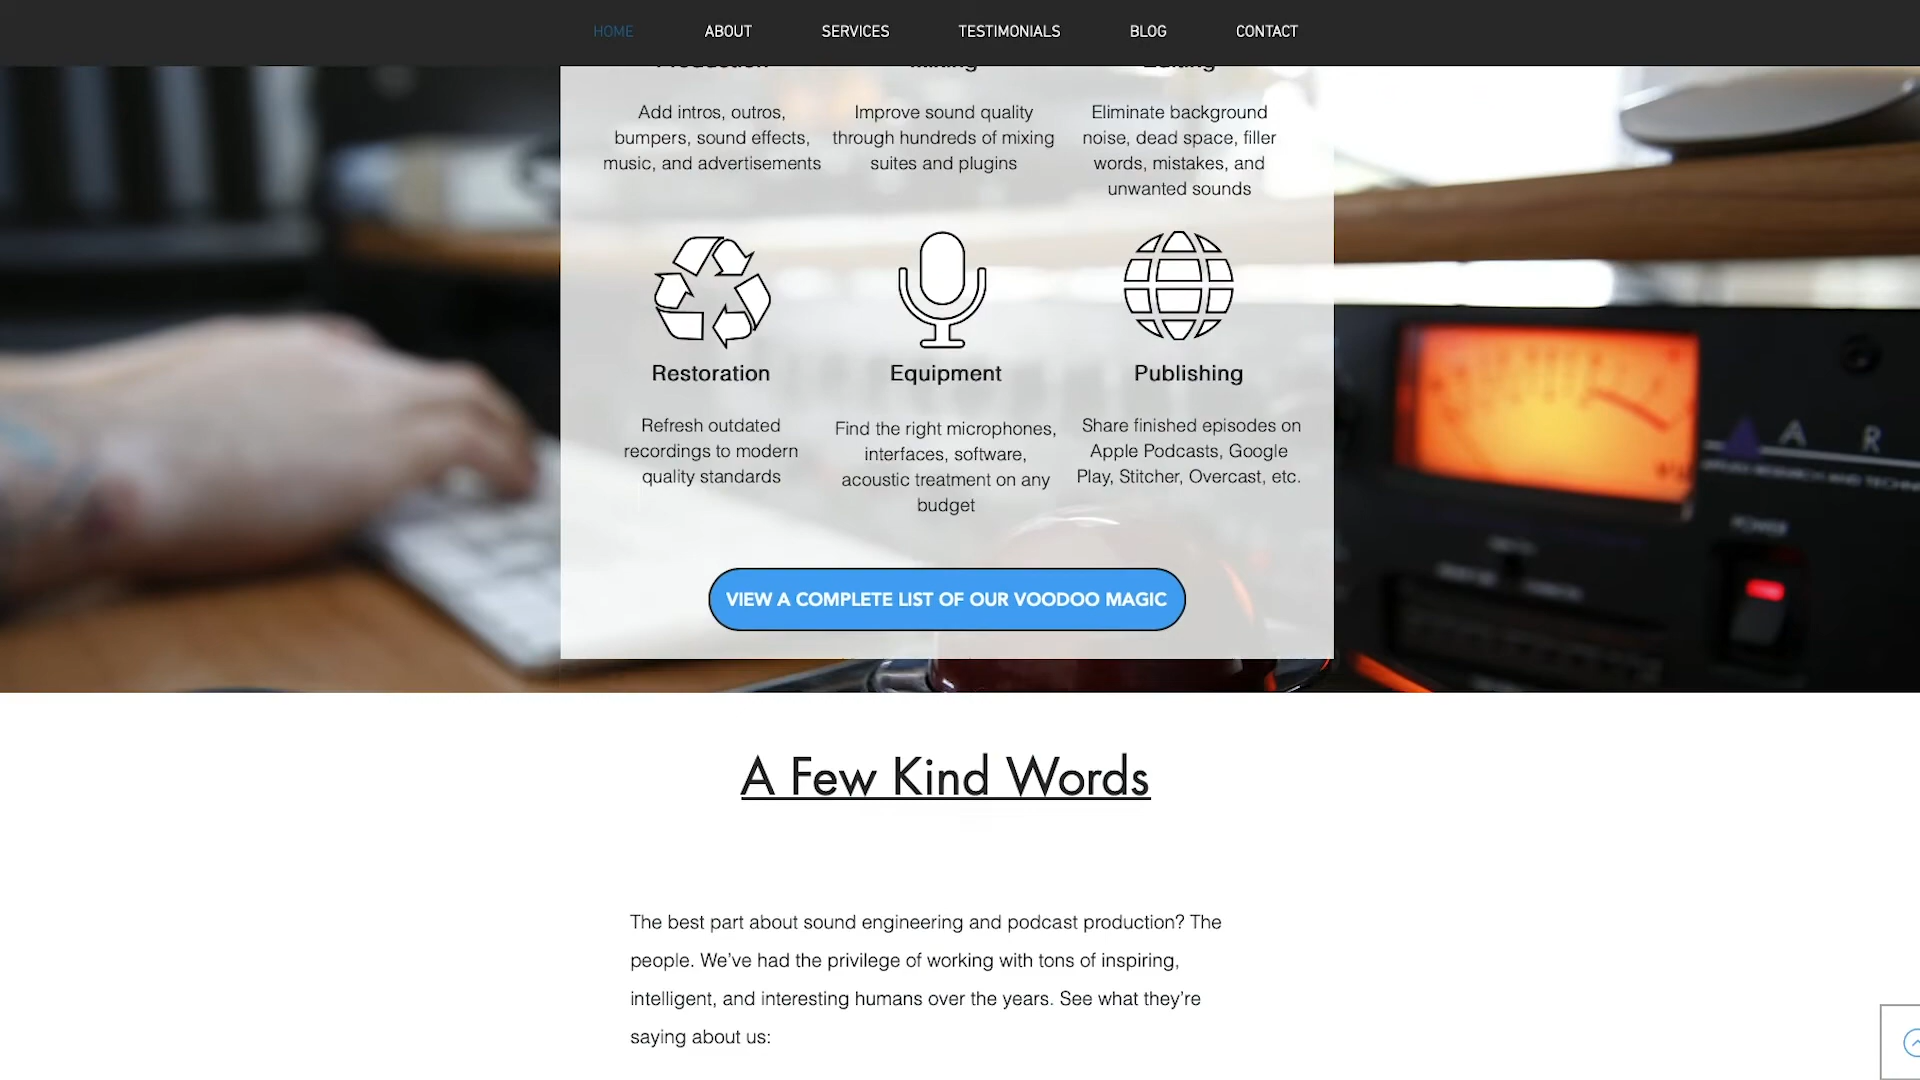 HOME ABOUT SERVICES TESTIMONIALS BLOG CONTACT
Production Mixing Editing
Add intros, outros,
bumpers, sound effects,
music, and advertisements
Improve sound quality
through hundreds of mixing
suites and plugins
Eliminate background
noise, dead space, filler
words, mistakes, and
unwanted sounds
Restoration
Refresh outdated
recordings to modern
quality standards
Equipment
Find the right microphones,
interfaces, software,
acoustic treatment on any
budget
Publishing
Share finished episodes on
Apple Podcasts, Google
Play, Stitcher, Overcast, etc.
A R
POWER
VIEW A COMPLETE LIST OF OUR VOODOO MAGIC
A Few Kind Words
The best part about sound engineering and podcast production? The
people. We’ve had the privilege of working with tons of inspiring,
intelligent, and interesting humans over the years. See what they’re
saying about us: